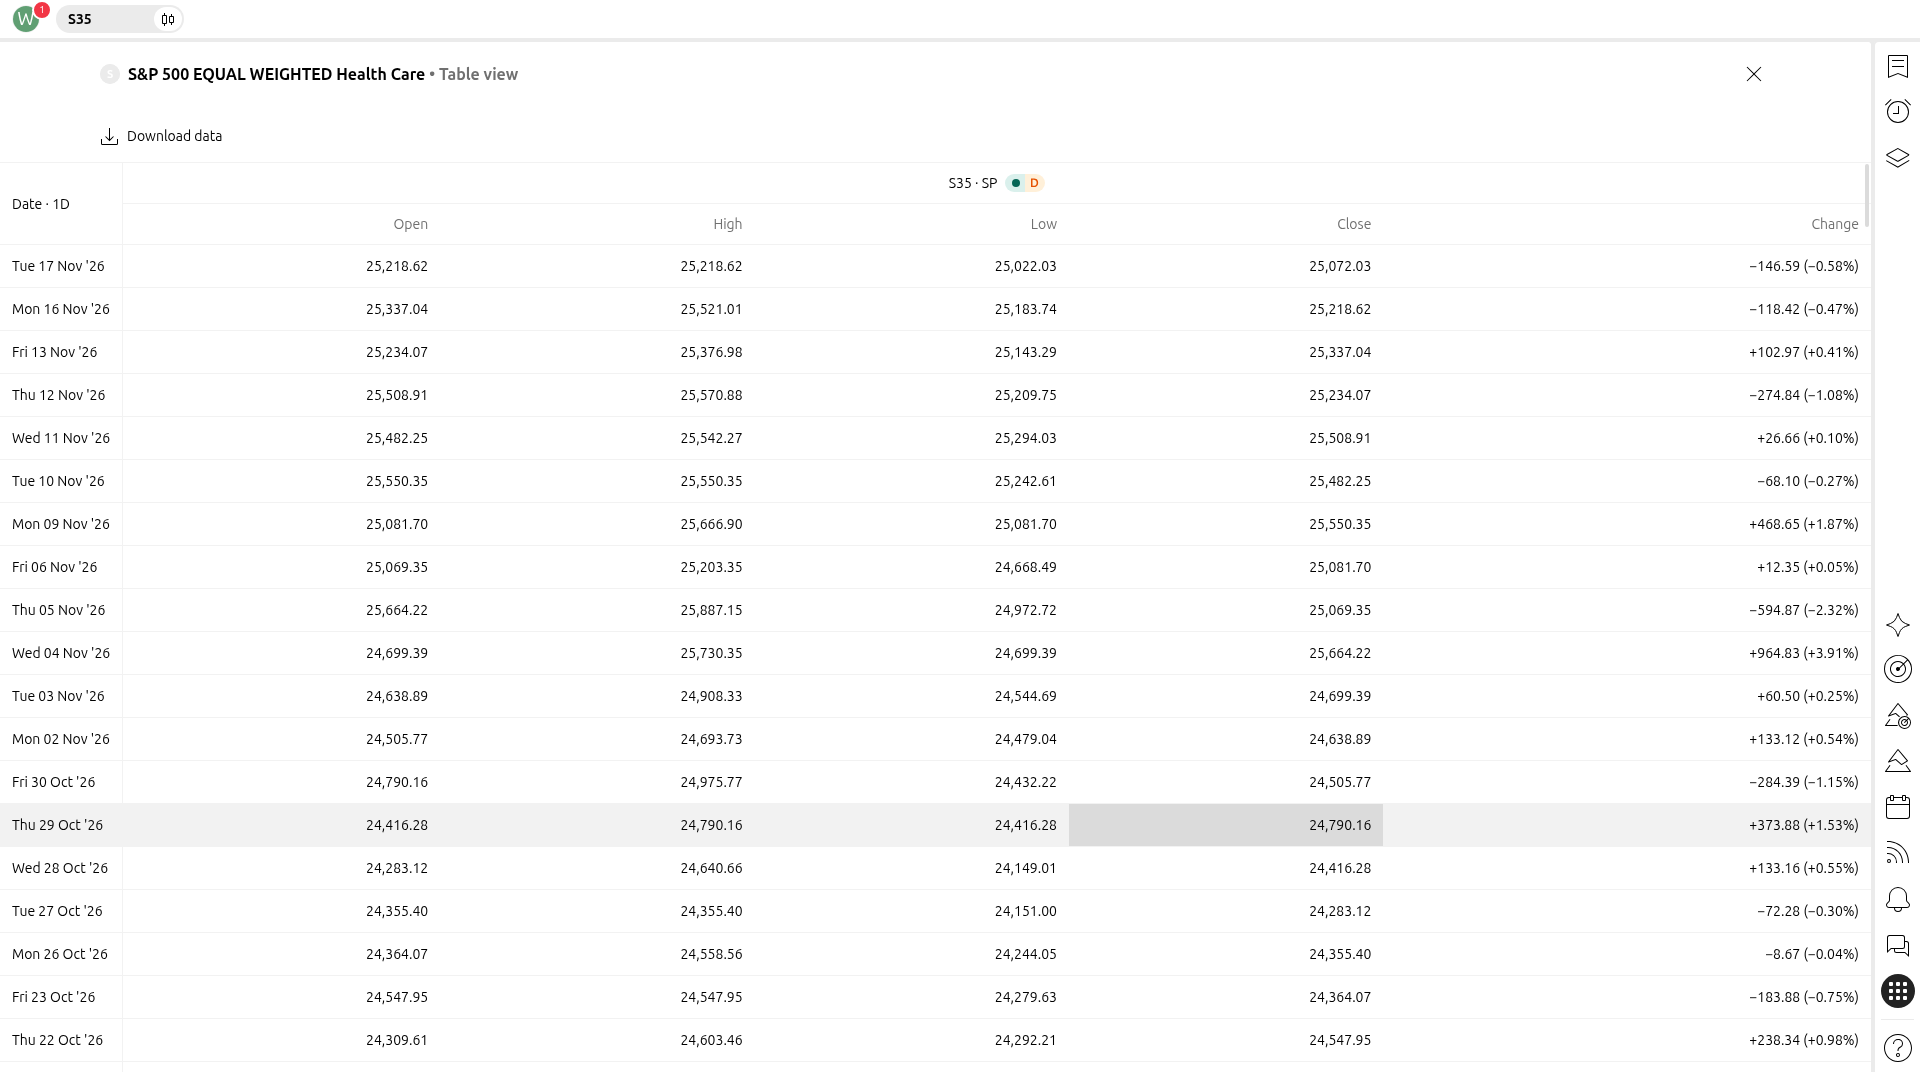 W 1 S35
S&P 500 EQUAL WEIGHTED Health Care • Table view
Download data
Date · 1D
S35 · SP D
Open High Low Close Change
Tue 17 Nov '26 25,218.62 25,218.62 25,022.03 25,072.03 −146.59 (−0.58%)
Mon 16 Nov '26 25,337.04 25,521.01 25,183.74 25,218.62 −118.42 (−0.47%)
Fri 13 Nov '26 25,234.07 25,376.98 25,143.29 25,337.04 +102.97 (+0.41%)
Thu 12 Nov '26 25,508.91 25,570.88 25,209.75 25,234.07 −274.84 (−1.08%)
Wed 11 Nov '26 25,482.25 25,542.27 25,294.03 25,508.91 +26.66 (+0.10%)
Tue 10 Nov '26 25,550.35 25,550.35 25,242.61 25,482.25 −68.10 (−0.27%)
Mon 09 Nov '26 25,081.70 25,666.90 25,081.70 25,550.35 +468.65 (+1.87%)
Fri 06 Nov '26 25,069.35 25,203.35 24,668.49 25,081.70 +12.35 (+0.05%)
Thu 05 Nov '26 25,664.22 25,887.15 24,972.72 25,069.35 −594.87 (−2.32%)
Wed 04 Nov '26 24,699.39 25,730.35 24,699.39 25,664.22 +964.83 (+3.91%)
Tue 03 Nov '26 24,638.89 24,908.33 24,544.69 24,699.39 +60.50 (+0.25%)
Mon 02 Nov '26 24,505.77 24,693.73 24,479.04 24,638.89 +133.12 (+0.54%)
Fri 30 Oct '26 24,790.16 24,975.77 24,432.22 24,505.77 −284.39 (−1.15%)
Thu 29 Oct '26 24,416.28 24,790.16 24,416.28 24,790.16 +373.88 (+1.53%)
Wed 28 Oct '26 24,283.12 24,640.66 24,149.01 24,416.28 +133.16 (+0.55%)
Tue 27 Oct '26 24,355.40 24,355.40 24,151.00 24,283.12 −72.28 (−0.30%)
Mon 26 Oct '26 24,364.07 24,558.56 24,244.05 24,355.40 −8.67 (−0.04%)
Fri 23 Oct '26 24,547.95 24,547.95 24,279.63 24,364.07 −183.88 (−0.75%)
Thu 22 Oct '26 24,309.61 24,603.46 24,292.21 24,547.95 +238.34 (+0.98%)